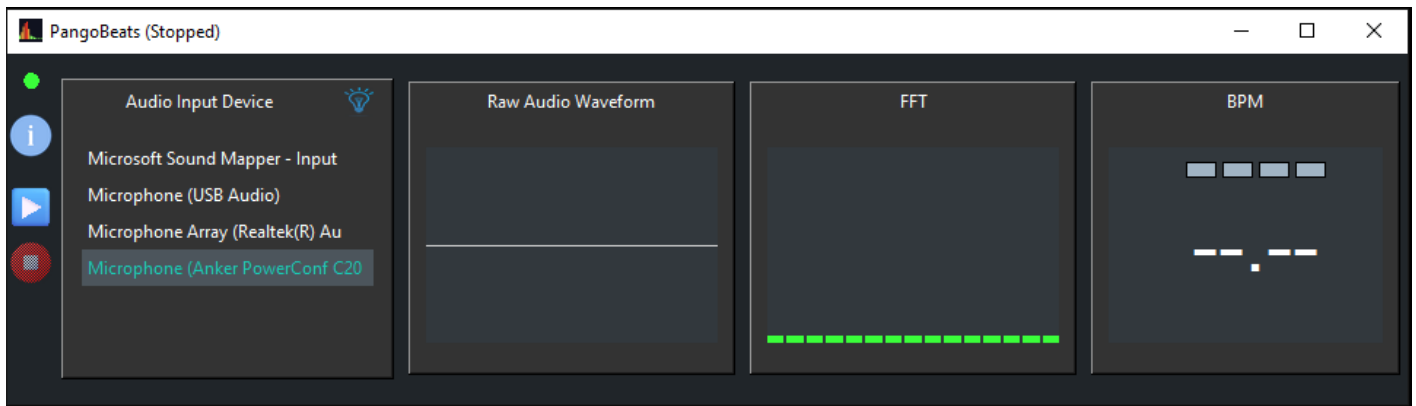 PangoBeats (Stopped)
Audio Input Device
Microsoft Sound Mapper - Input
Microphone (USB Audio)
Microphone Array (Realtek(R) Au
Microphone (Anker PowerConf C20
Raw Audio Waveform
FFT
BPM
--.--